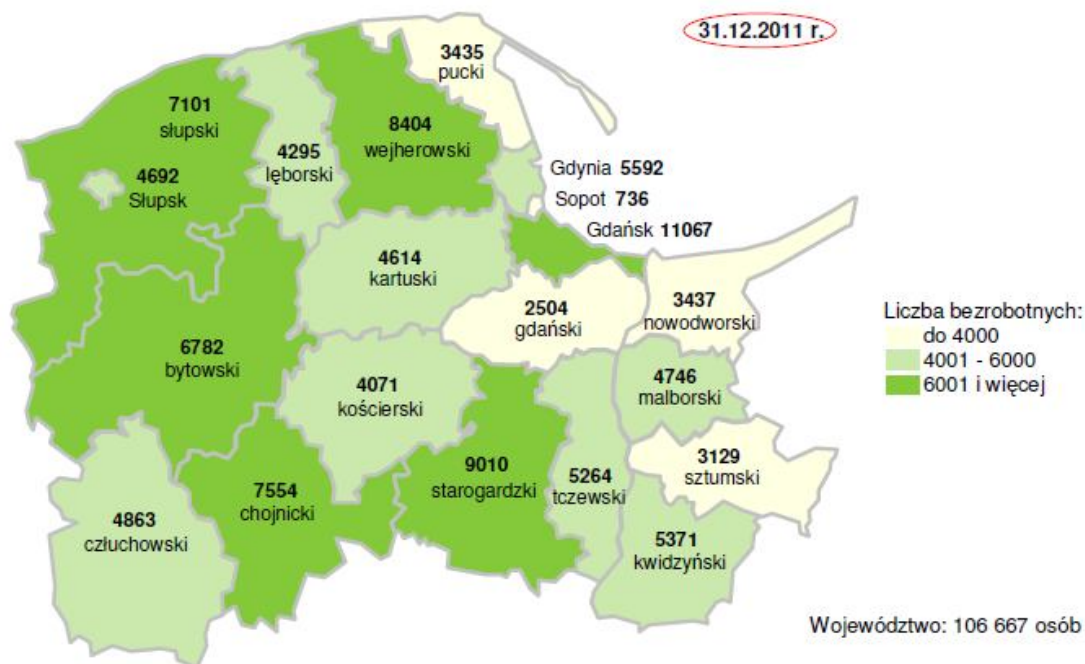 31.12.2011 r.
3435
pucki
7101
słupski
8404
wejherowski
4295
lęborski
4692
Słupsk
Gdynia 5592
Sopot 736
Gdańsk 11067
4614
kartuski
2504
gdański
3437
nowodworski
Liczba bezrobotnych:
do 4000
4001 - 6000
6001 i więcej
6782
bytowski
4071
kościerski
4746
malborski
9010
starogardzki
5264
tczewski
3129
sztumski
7554
chojnicki
4863
człuchowski
5371
kwidzyński
Województwo: 106 667 osób